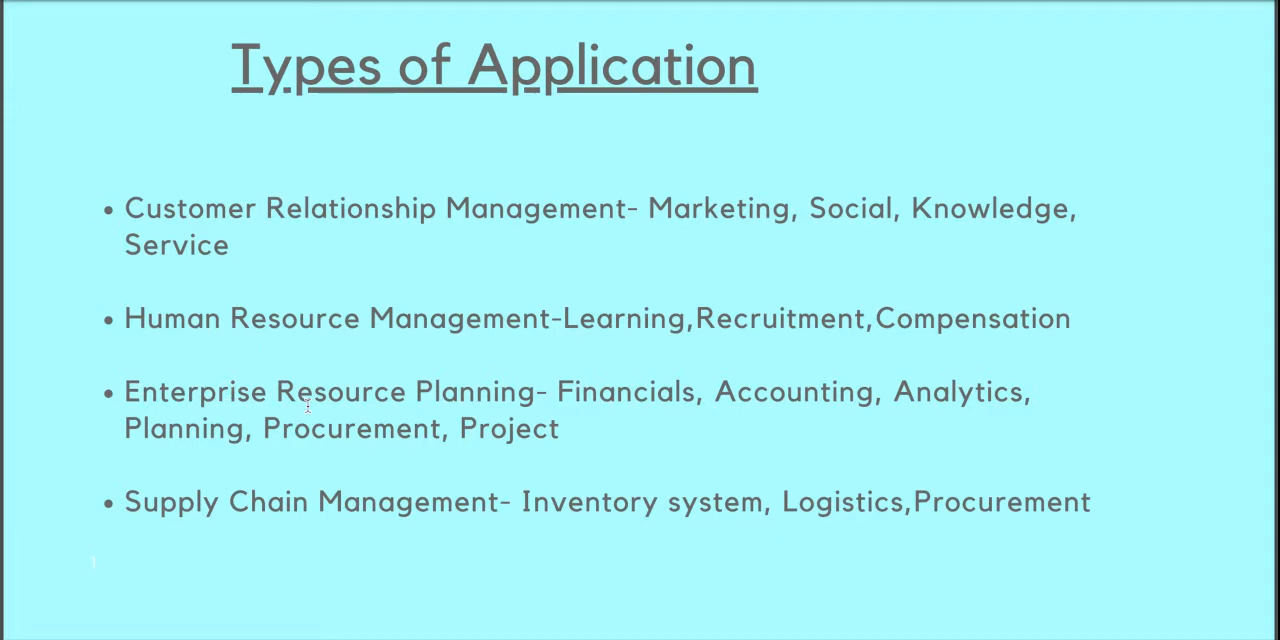 Types of Application
• Customer Relationship Management- Marketing, Social, Knowledge,
Service
• Human Resource Management-Learning,Recruitment,Compensation
• Enterprise Resource Planning- Financials, Accounting, Analytics,
Planning, Procurement, Project
• Supply Chain Management- Inventory system, Logistics,Procurement
1